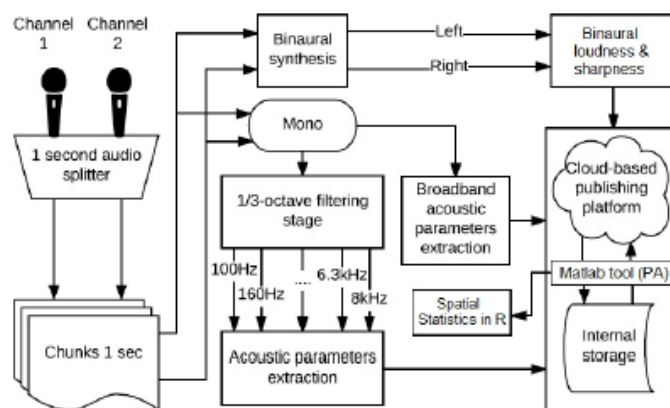 Channel
1
Channel
2
1 second audio
splitter
Chunks 1 sec
Binaural
synthesis
Left
Right
Binaural
loudness &
sharpness
Mono
1/3-octave filtering
stage
100Hz
160Hz
....
6.3kHz
8kHz
Acoustic parameters
extraction
Broadband
acoustic
parameters
extraction
Spatial
Statistics in R
Cloud-based
publishing
platform
Matlab tool (PA)
Internal
storage